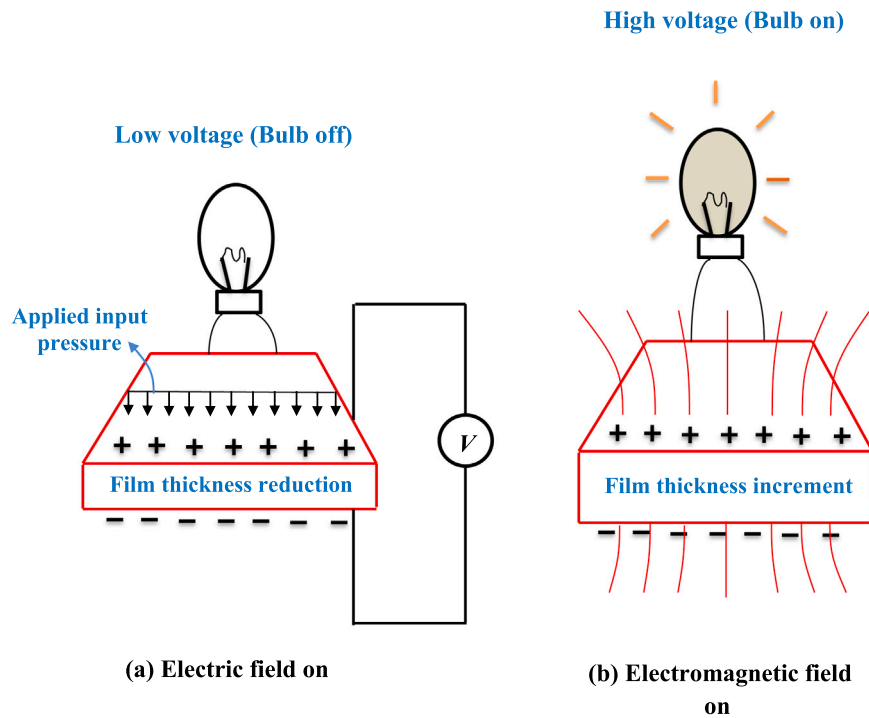 High voltage (Bulb on)
Low voltage (Bulb off)
Applied input
pressure
+ + + + + + +
V
Film thickness reduction
− − − − − − −
+ + + + + + +
Film thickness increment
− − − − − − −
(a) Electric field on
(b) Electromagnetic field
on